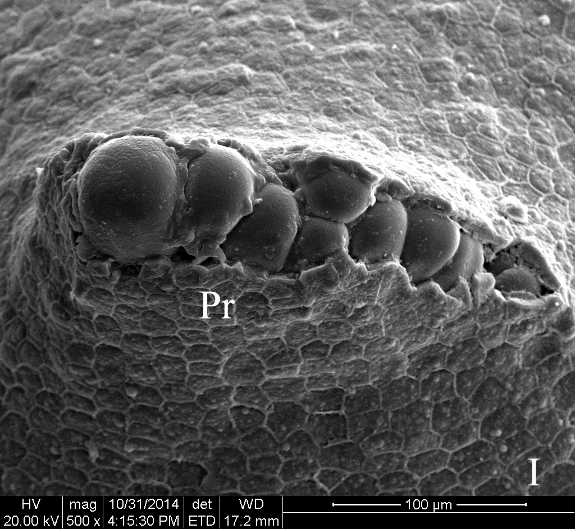 Pr
I
HV mag 10/31/2014 det WD
20.00 kV 500 x 4:15:30 PM ETD 17.2 mm 100 µm